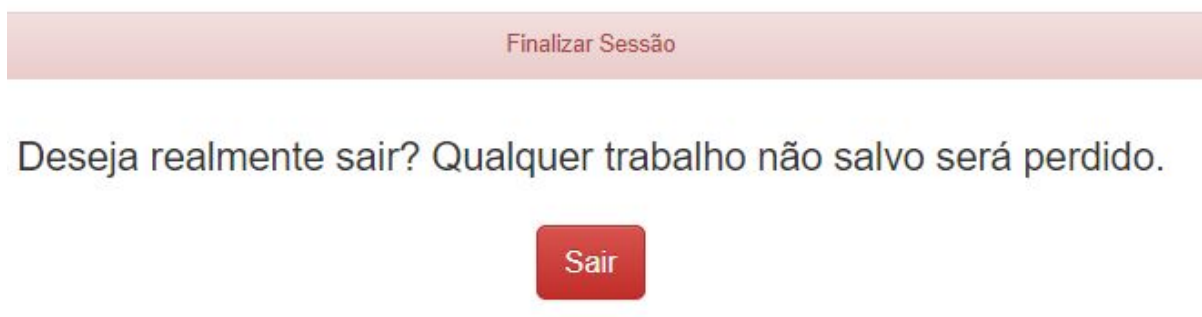 Finalizar Sessão
Deseja realmente sair? Qualquer trabalho não salvo será perdido.
Sair